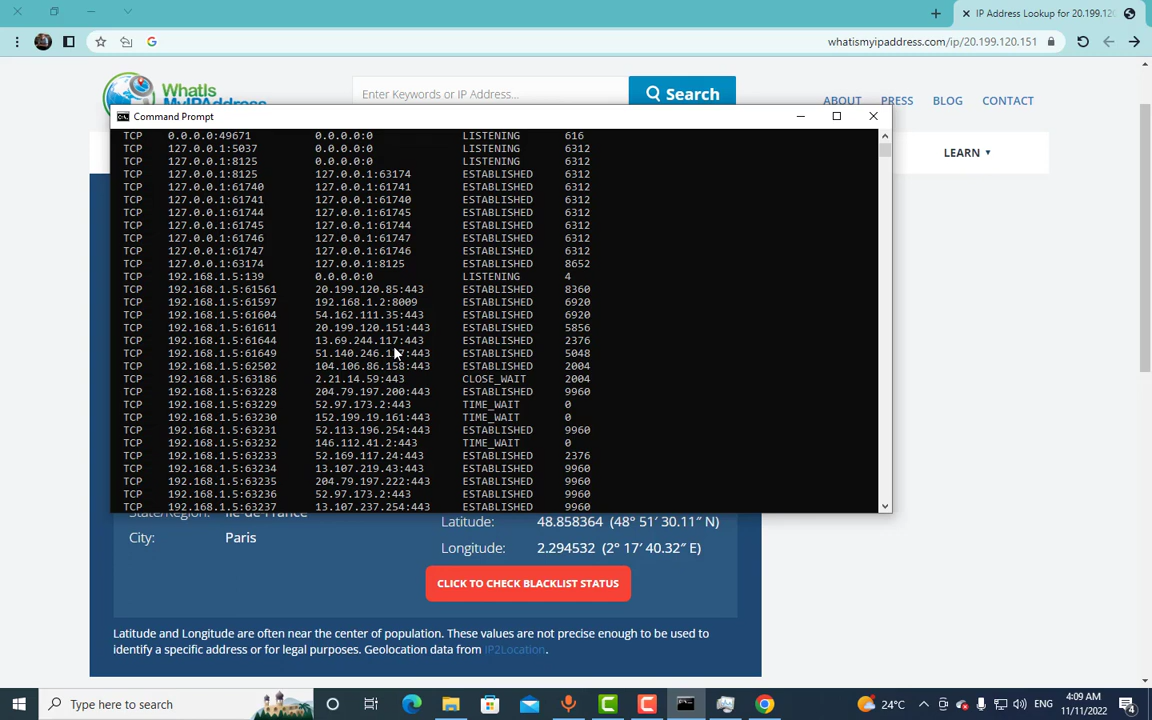 IP Address Lookup for 20.199.120
whatismyipaddress.com/ip/20.199.120.151
WhatIs
MyIPAddress
Enter Keywords or IP Address...
Search
ABOUT PRESS BLOG CONTACT
LEARN
Command Prompt
TCP 0.0.0.0:49671 0.0.0.0:0 LISTENING 616
TCP 127.0.0.1:5037 0.0.0.0:0 LISTENING 6312
TCP 127.0.0.1:8125 0.0.0.0:0 LISTENING 6312
TCP 127.0.0.1:8125 127.0.0.1:63174 ESTABLISHED 6312
TCP 127.0.0.1:61740 127.0.0.1:61741 ESTABLISHED 6312
TCP 127.0.0.1:61741 127.0.0.1:61740 ESTABLISHED 6312
TCP 127.0.0.1:61744 127.0.0.1:61745 ESTABLISHED 6312
TCP 127.0.0.1:61745 127.0.0.1:61744 ESTABLISHED 6312
TCP 127.0.0.1:61746 127.0.0.1:61747 ESTABLISHED 6312
TCP 127.0.0.1:61747 127.0.0.1:61746 ESTABLISHED 6312
TCP 127.0.0.1:63174 127.0.0.1:8125 ESTABLISHED 8652
TCP 192.168.1.5:139 0.0.0.0:0 LISTENING 4
TCP 192.168.1.5:61561 20.199.120.85:443 ESTABLISHED 8360
TCP 192.168.1.5:61597 192.168.1.2:8009 ESTABLISHED 6920
TCP 192.168.1.5:61604 54.162.111.35:443 ESTABLISHED 6920
TCP 192.168.1.5:61611 20.199.120.151:443 ESTABLISHED 5856
TCP 192.168.1.5:61644 13.69.244.117:443 ESTABLISHED 2376
TCP 192.168.1.5:61649 ESTABLISHED 5048
TCP 192.168.1.5:62502 104.106.86.158:443 ESTABLISHED 2004
TCP 192.168.1.5:63186 2.21.14.59:443 CLOSE_WAIT 2004
TCP 192.168.1.5:63228 204.79.197.200:443 ESTABLISHED 9960
TCP 192.168.1.5:63229 52.97.173.2:443 TIME_WAIT 0
TCP 192.168.1.5:63230 152.199.19.161:443 TIME_WAIT 0
TCP 192.168.1.5:63231 52.113.196.254:443 ESTABLISHED 9960
TCP 192.168.1.5:63232 146.112.41.2:443 TIME_WAIT 0
TCP 192.168.1.5:63233 52.169.117.24:443 ESTABLISHED 2376
TCP 192.168.1.5:63234 13.107.219.43:443 ESTABLISHED 9960
TCP 192.168.1.5:63235 204.79.197.222:443 ESTABLISHED 9960
TCP 192.168.1.5:63236 52.97.173.2:443 ESTABLISHED 9960
TCP 192.168.1.5:63237 13.107.237.254:443 ESTABLISHED 9960
State/Region: Ile de France
City: Paris
Latitude: 48.858364 (48° 51′ 30.11″ N)
Longitude: 2.294532 (2° 17′ 40.32″ E)
CLICK TO CHECK BLACKLIST STATUS
Latitude and Longitude are often near the center of population. These values are not precise enough to be used to
identify a specific address or for legal purposes. Geolocation data from IP2Location.
Type here to search
24°C
ENG
4:09 AM
11/11/2022
4